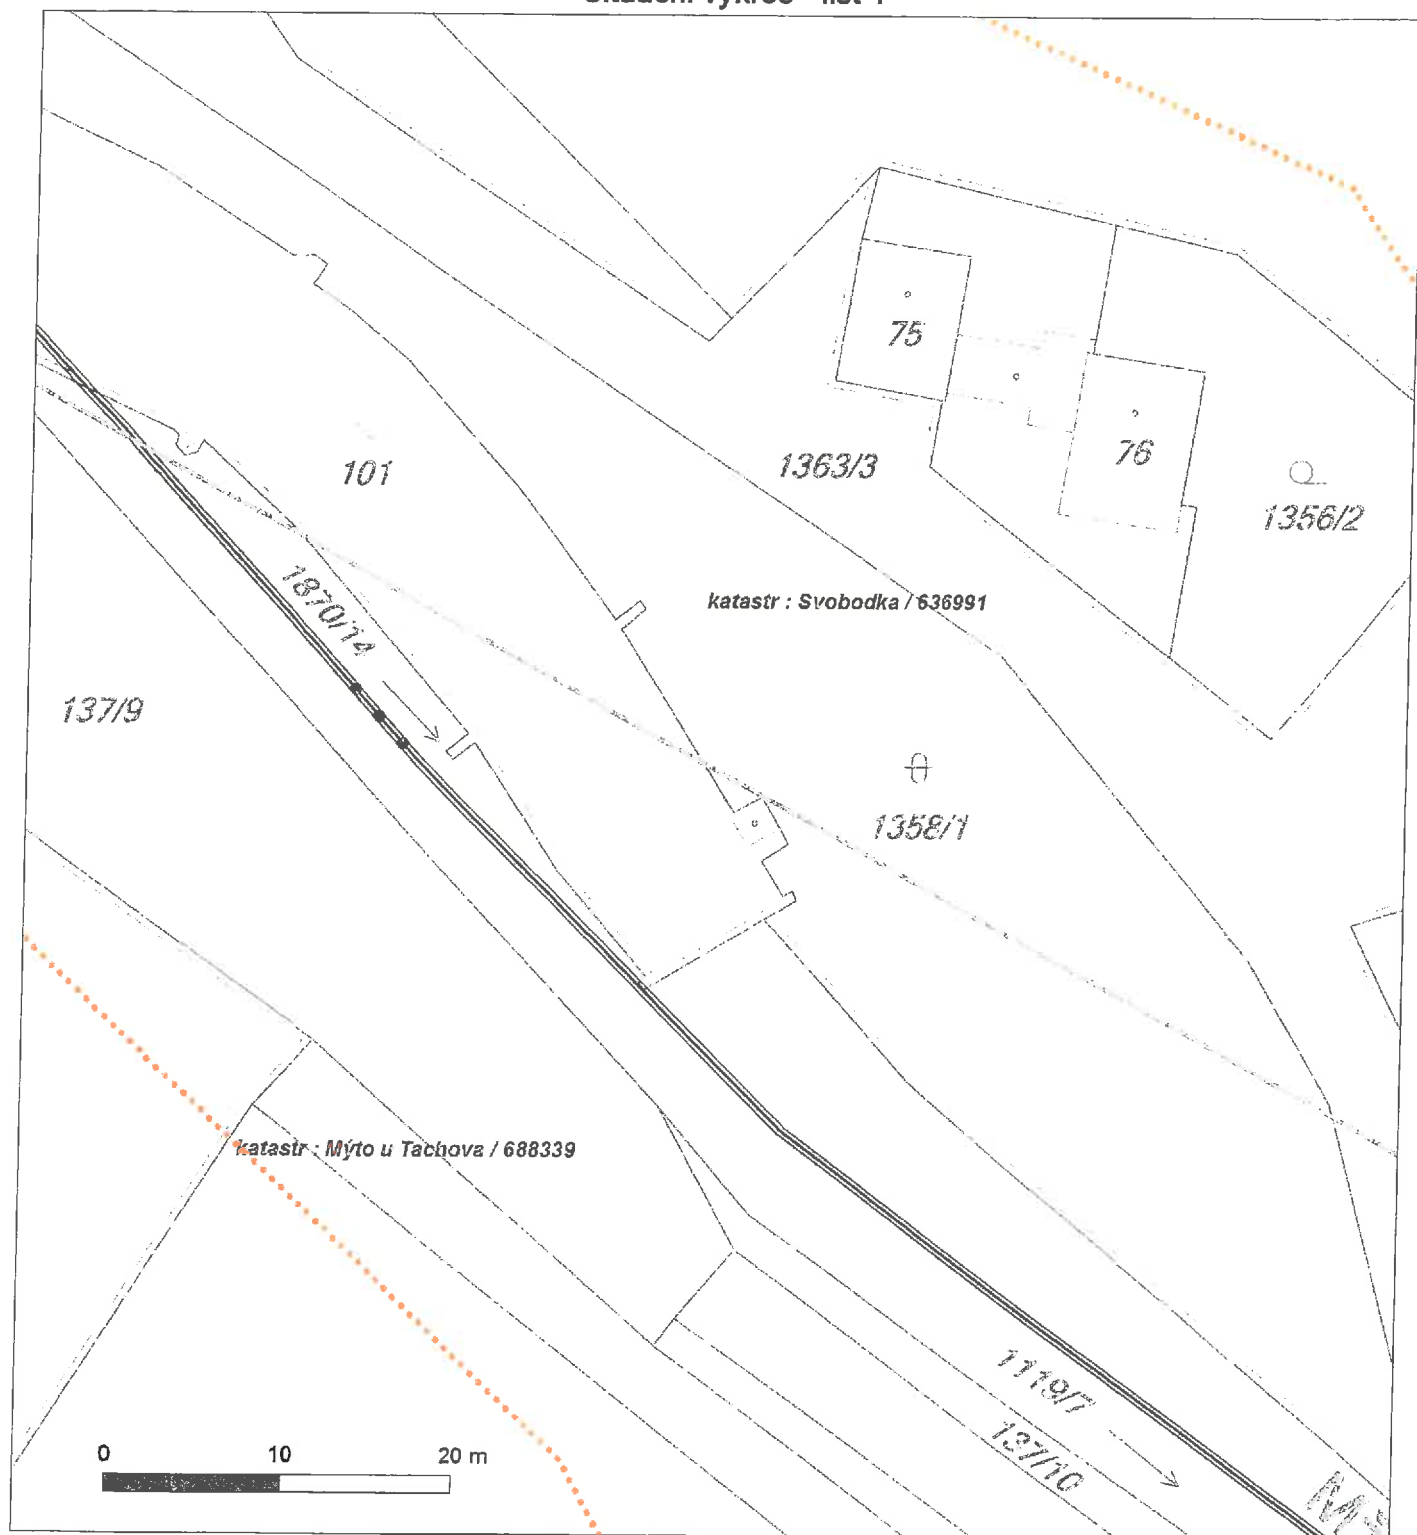 75
101
1363/3
76
1356/2
1870/14
katastr : Svobodka / 636991
137/9
1358/1
katastr : Mýto u Tachova / 688339
1119/7
137/10
0 10 20 m
M